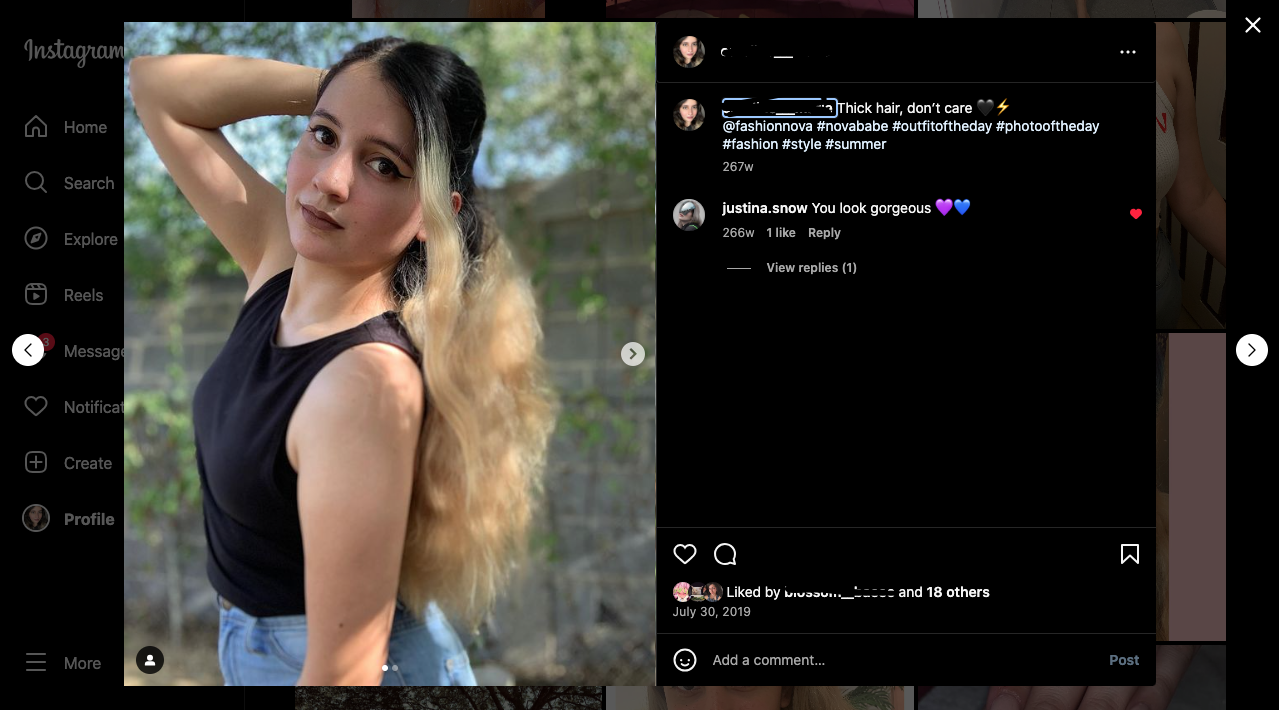 Instagram
Home
Search
Explore
Reels
3
Message
Notificat
Create
Profile
More
Thick hair, don't care 🖤⚡
@fashionnova #novababe #outfitoftheday #photooftheday
#fashion #style #summer
267w
justina.snow You look gorgeous 💜💙
266w 1 like Reply
View replies (1)
Liked by and 18 others
July 30, 2019
Add a comment... Post